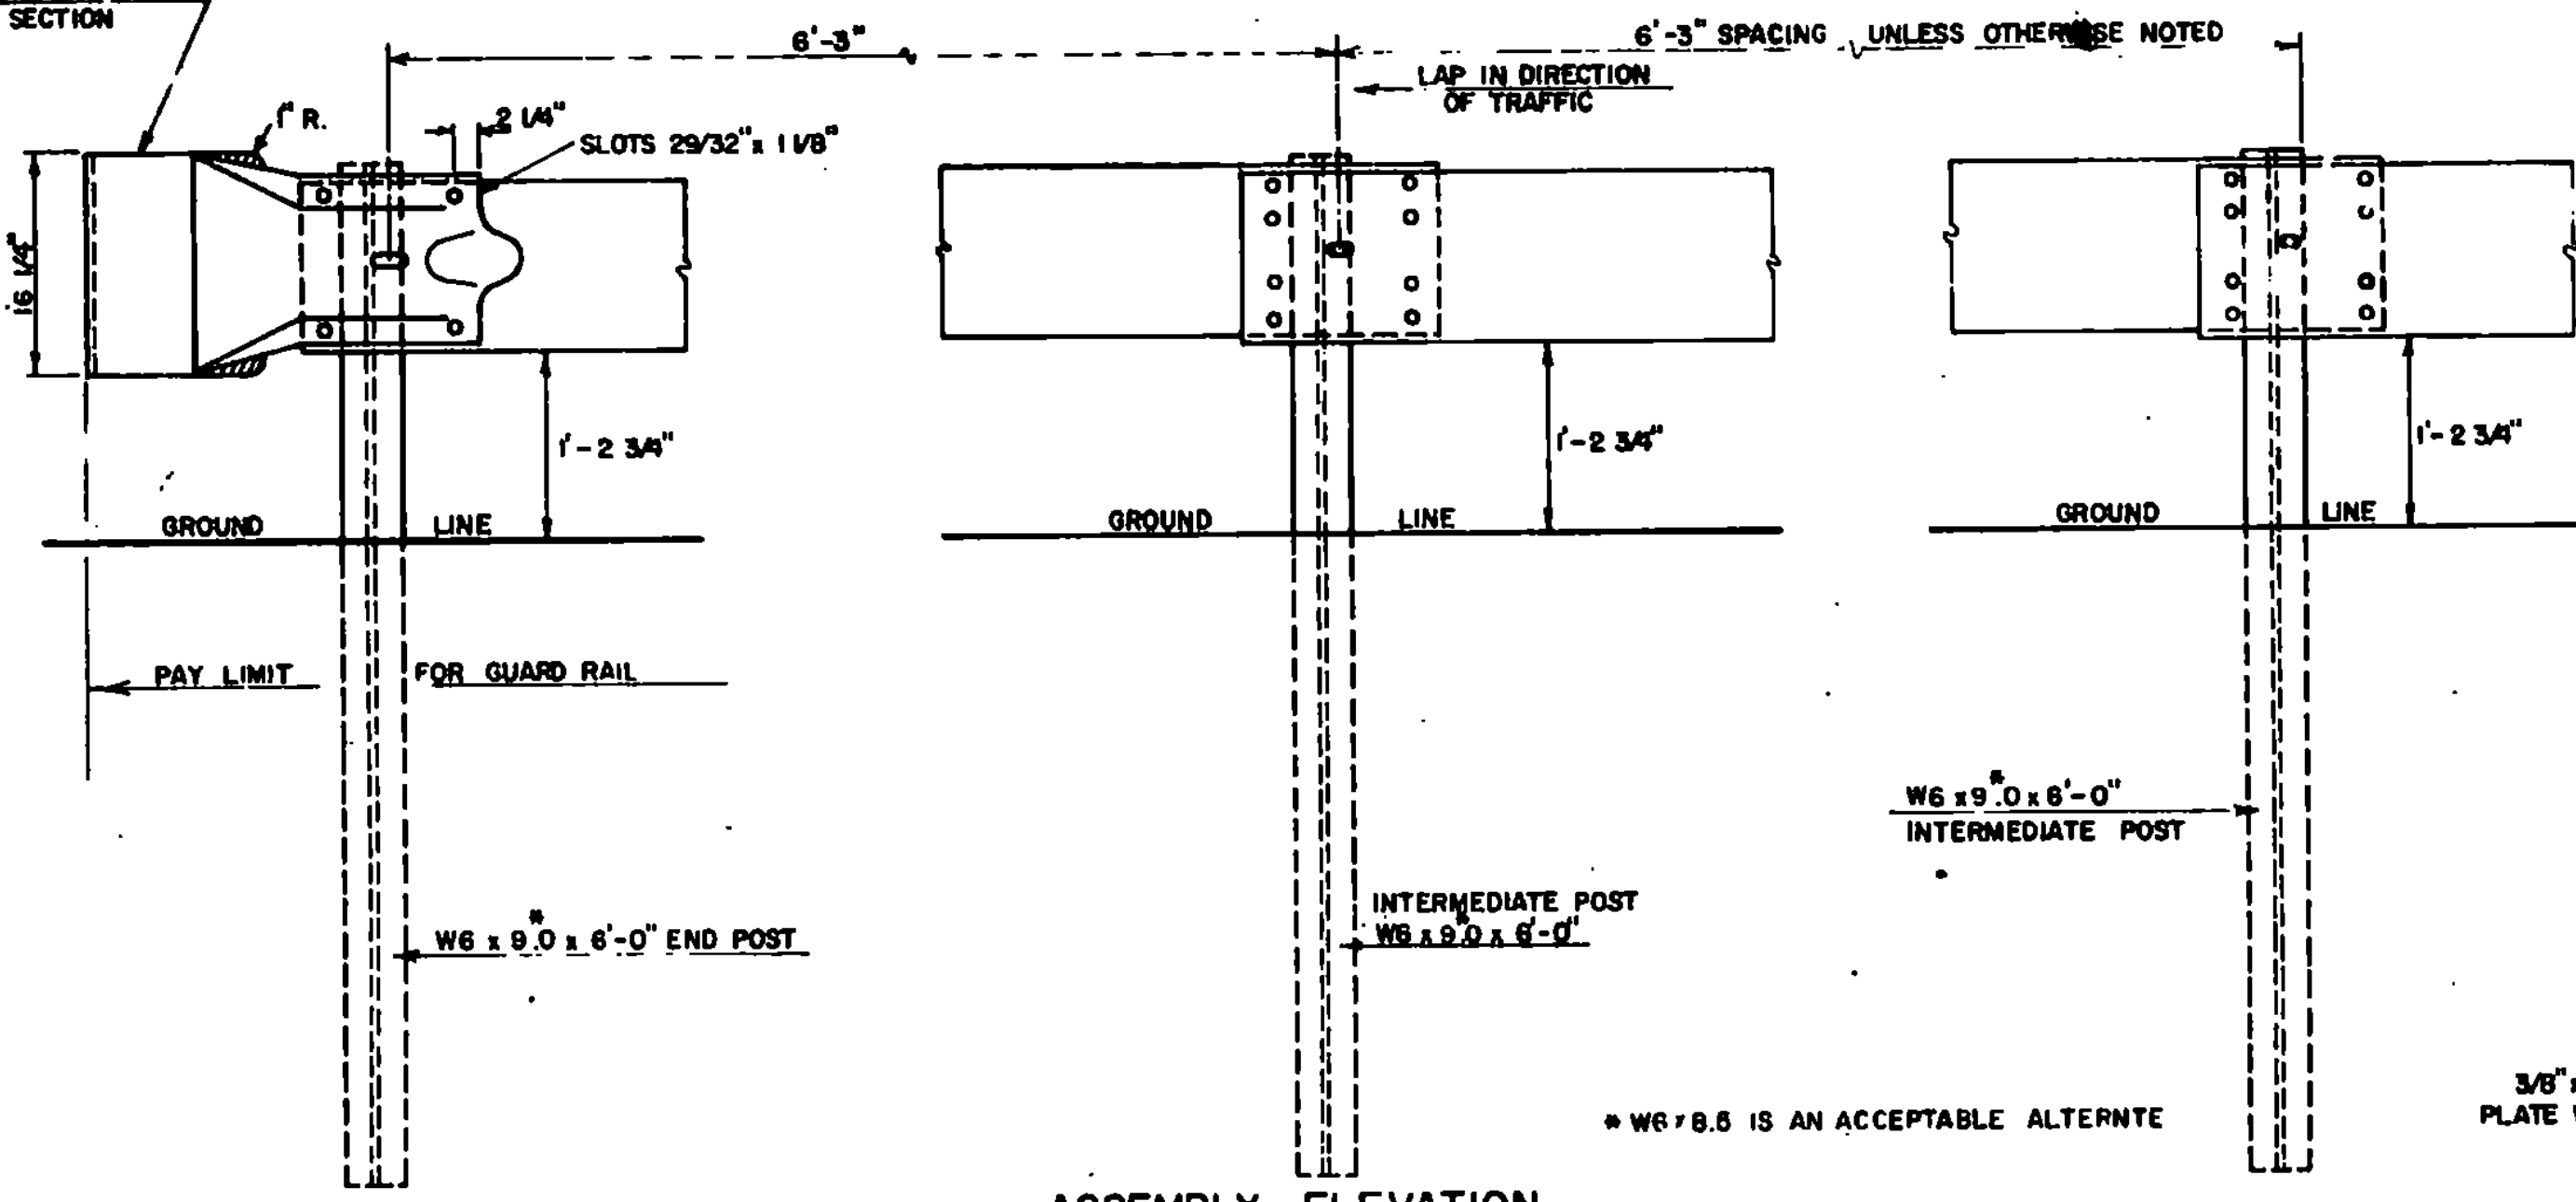 SECTION
6'-3"
6'-3" SPACING UNLESS OTHERWISE NOTED
LAP IN DIRECTION
OF TRAFFIC
1" R.
2 1/4"
SLOTS 29/32" x 1 1/8"
16 1/4"
1'-2 3/4"
1'-2 3/4"
1'-2 3/4"
GROUND LINE
GROUND LINE
GROUND LINE
PAY LIMIT FOR GUARD RAIL
W6 x 9.0 x 6'-0"
INTERMEDIATE POST
*
W6 x 9.0 x 6'-0" END POST
INTERMEDIATE POST
W6 x 9.0 x 6'-0"
* W6 x 8.5 IS AN ACCEPTABLE ALTERNTE
3/8"
PLATE
ASSEMBLY ELEVATION